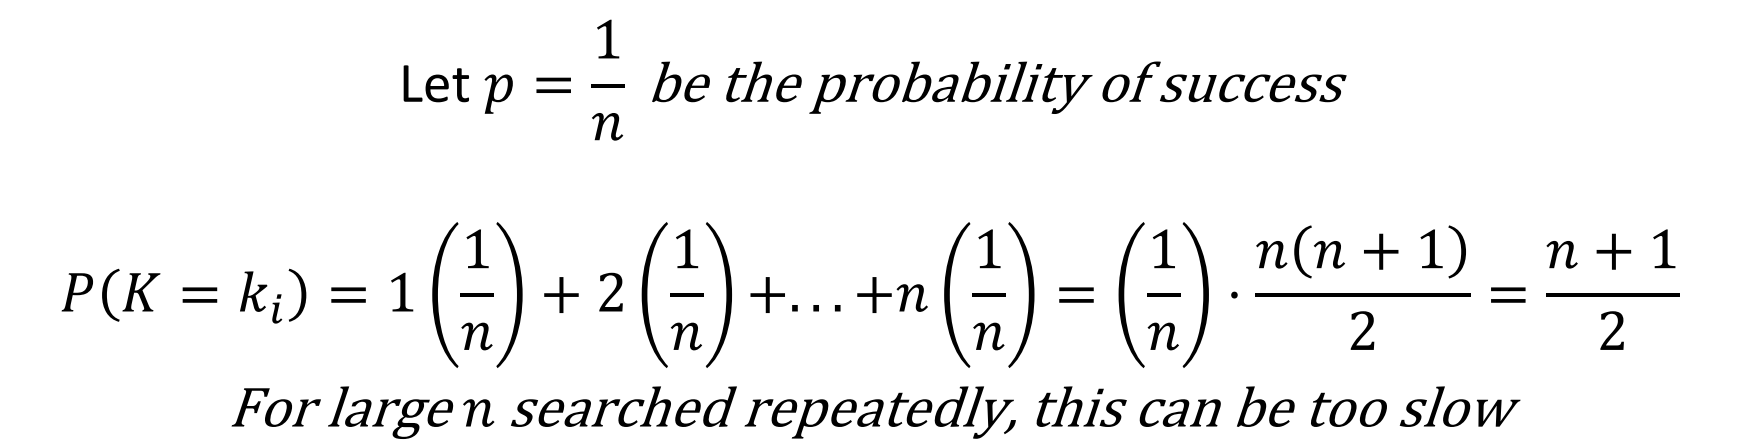 Let p = 1/n be the probability of success
P(K = k_i) = 1(1/n) + 2(1/n) +...+n(1/n) = (1/n) · n(n + 1)/2 = n + 1/2
For large n searched repeatedly, this can be too slow